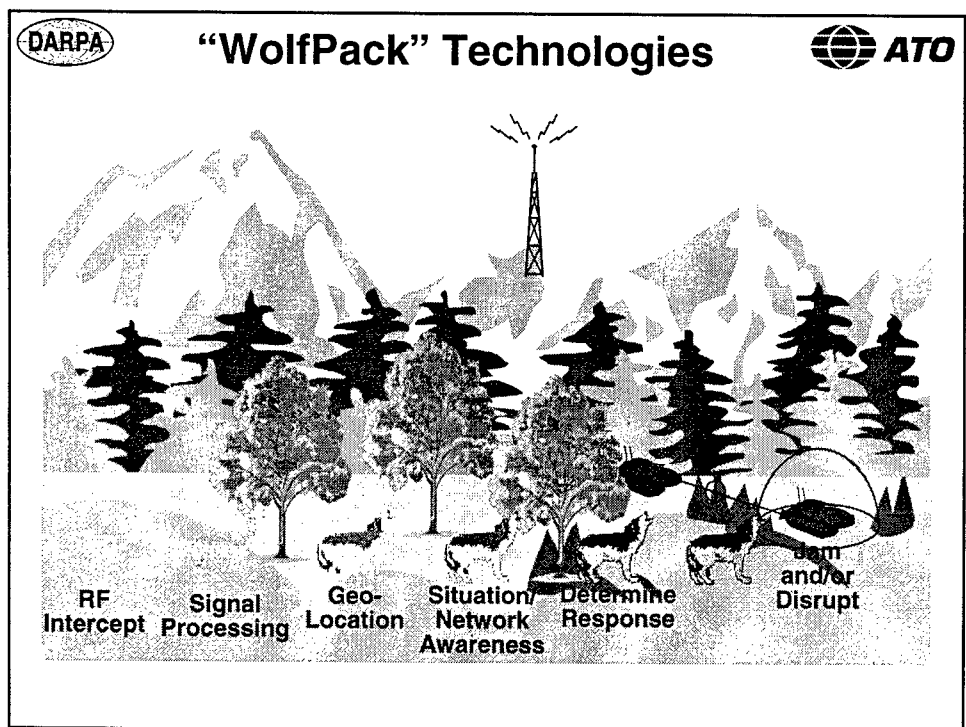 DARPA
“WolfPack” Technologies
ATO
RF
Intercept
Signal
Processing
Geo-
Location
Situation/
Network
Awareness
Determine
Response
Jam
and/or
Disrupt